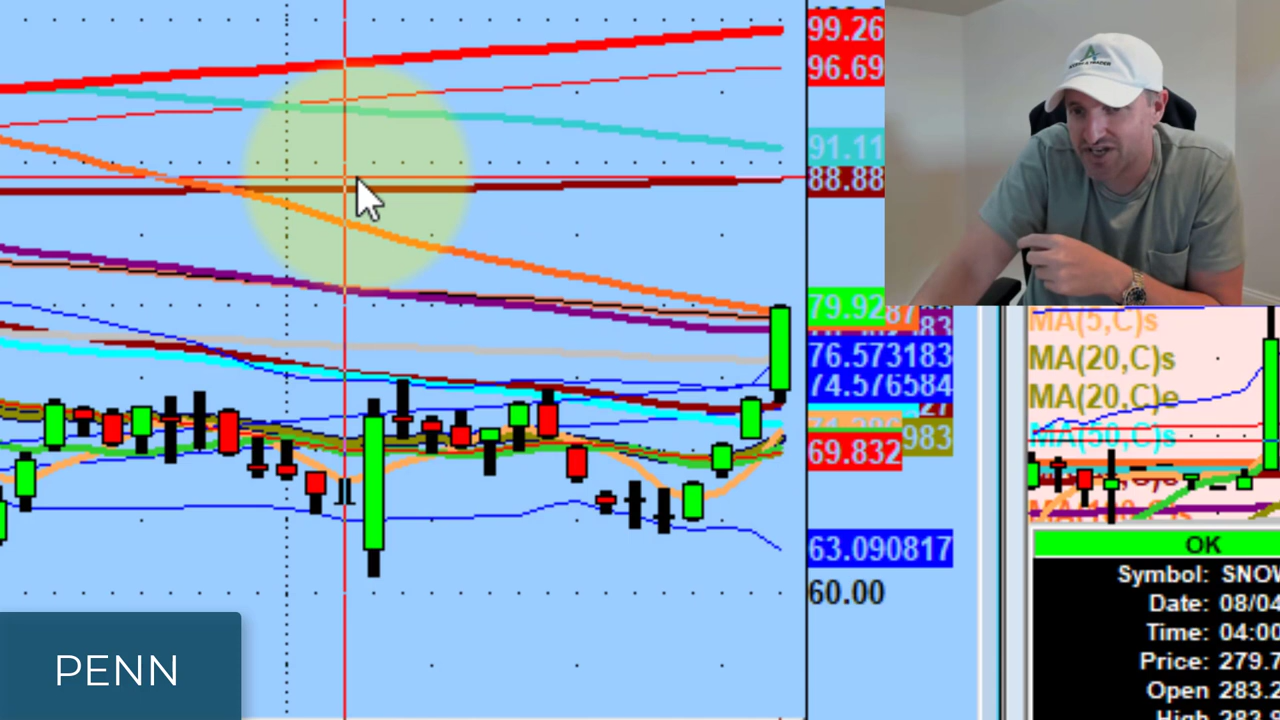 99.26
96.69
91.11
88.88
79.92
76.573183
74.576584
69.832
63.090817
60.00
MA(5,C)s
MA(20,C)s
MA(20,C)e
MA(50,C)s
OK
Symbol: SNOW
Date: 08/04
Time: 04:00
Price: 279.7
Open 283.2
PENN